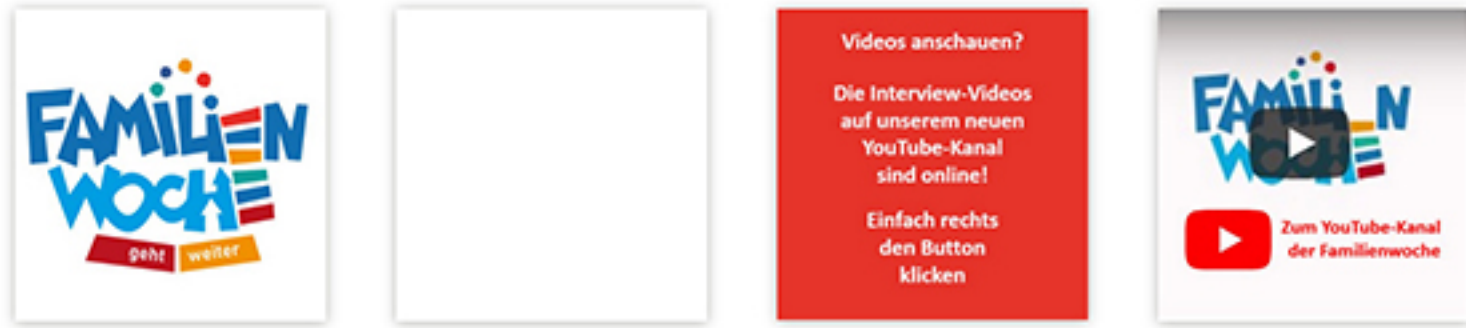 FAMILIEN
WOCHE
geht weiter
Videos anschauen?
Die Interview-Videos
auf unserem neuen
YouTube-Kanal
sind online!
Einfach rechts
den Button
klicken
FAMILIEN
WOCHE
Zum YouTube-Kanal
der Familienwoche